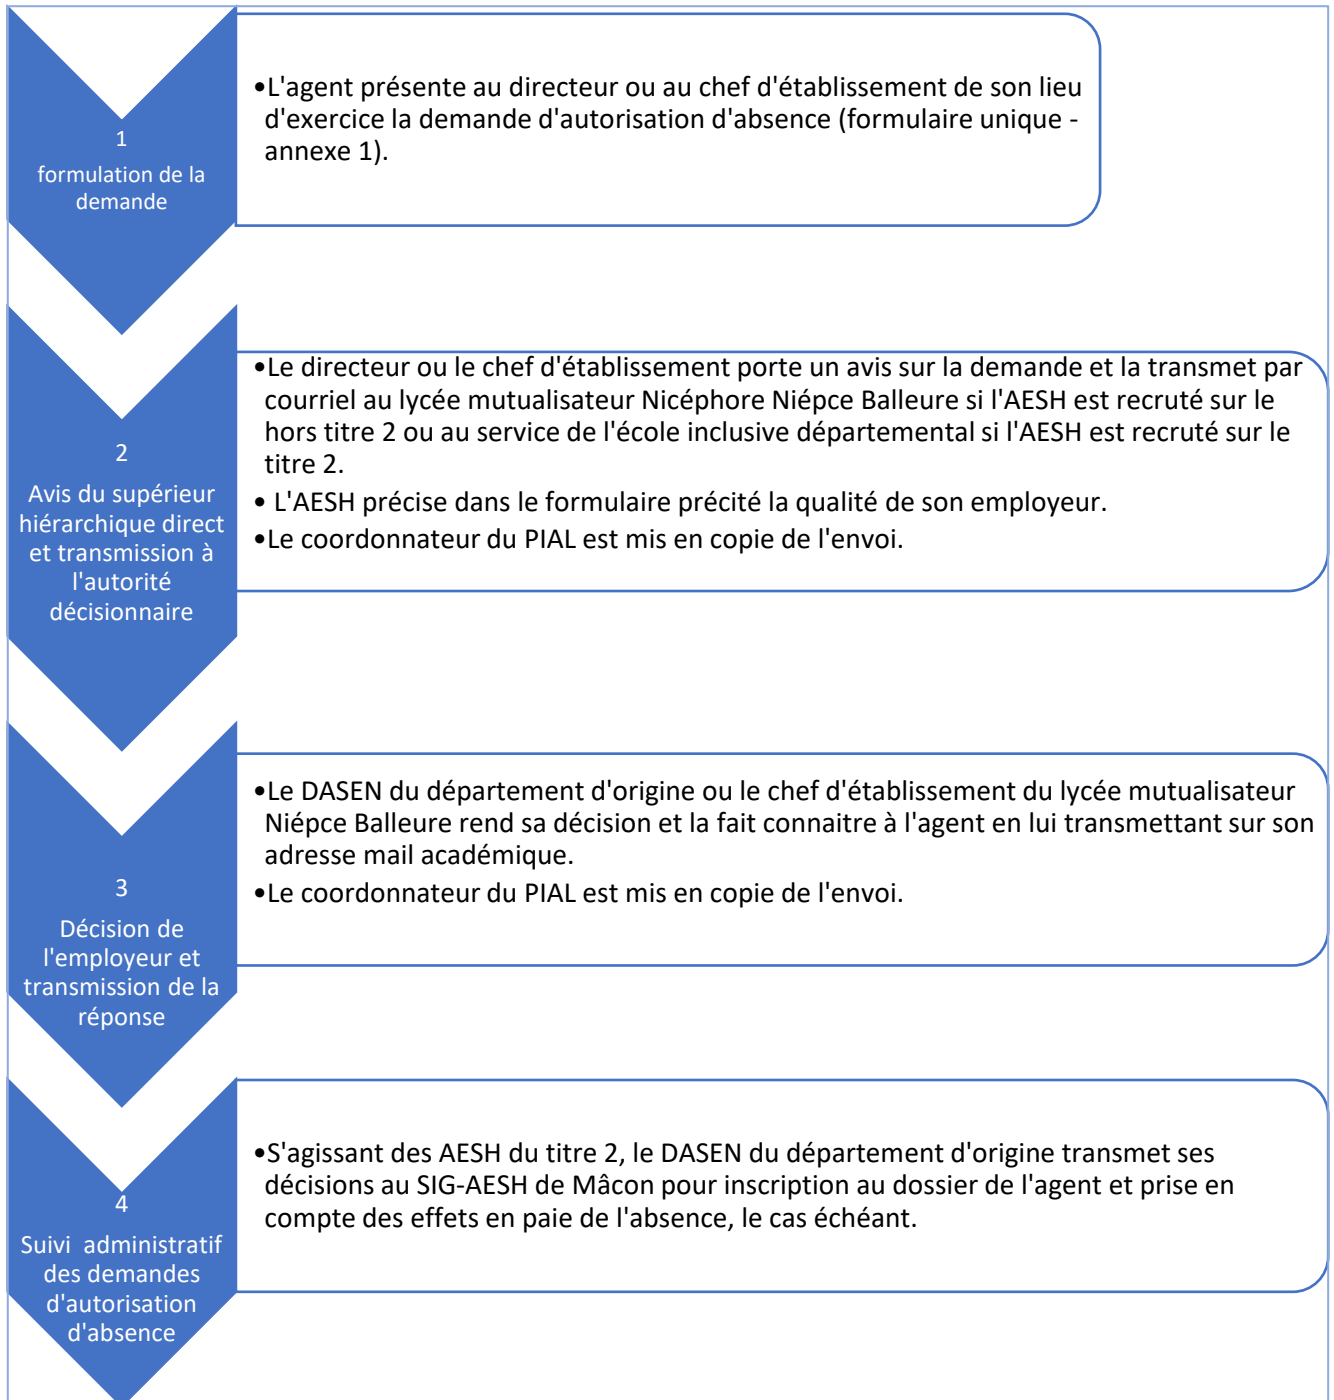 1
formulation de la
demande
•L'agent présente au directeur ou au chef d'établissement de son lieu
d'exercice la demande d'autorisation d'absence (formulaire unique -
annexe 1).
2
Avis du supérieur
hiérarchique direct
et transmission à
l'autorité
décisionnaire
•Le directeur ou le chef d'établissement porte un avis sur la demande et la transmet par
courriel au lycée mutualisateur Nicéphore Niépce Balleure si l'AESH est recruté sur le
hors titre 2 ou au service de l'école inclusive départemental si l'AESH est recruté sur le
titre 2.
• L'AESH précise dans le formulaire précité la qualité de son employeur.
•Le coordonnateur du PIAL est mis en copie de l'envoi.
3
Décision de
l'employeur et
transmission de la
réponse
•Le DASEN du département d'origine ou le chef d'établissement du lycée mutualisateur
Niépce Balleure rend sa décision et la fait connaitre à l'agent en lui transmettant sur son
adresse mail académique.
•Le coordonnateur du PIAL est mis en copie de l'envoi.
4
Suivi  administratif
des demandes
d'autorisation
d'absence
•S'agissant des AESH du titre 2, le DASEN du département d'origine transmet ses
décisions au SIG-AESH de Mâcon pour inscription au dossier de l'agent et prise en
compte des effets en paie de l'absence, le cas échéant.